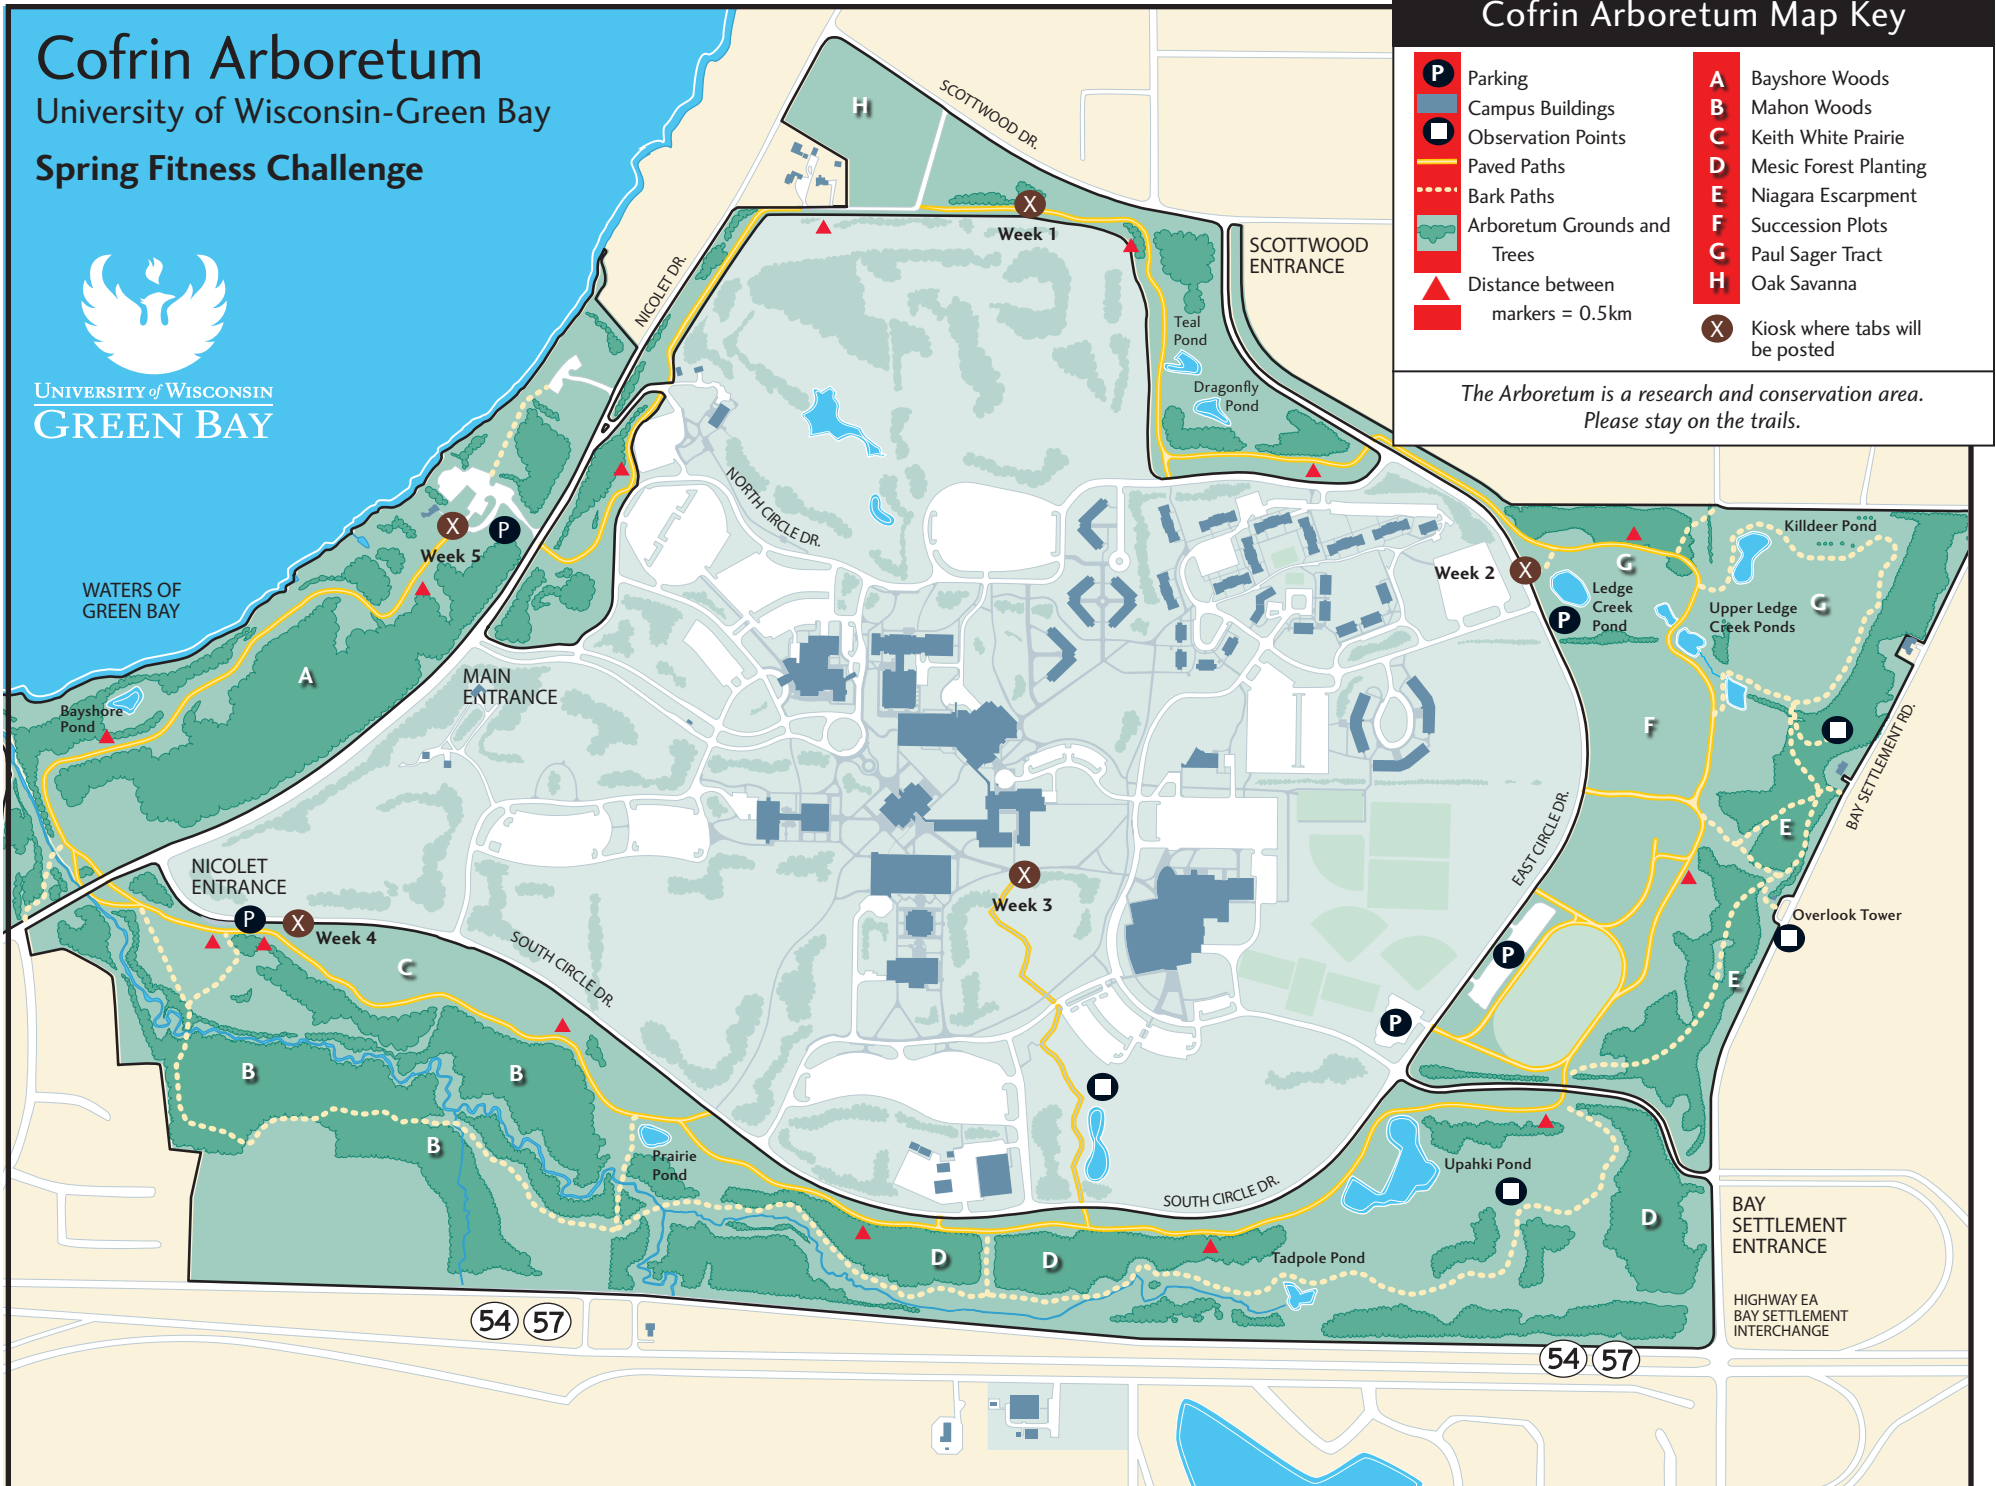 Cofrin Arboretum
University of Wisconsin-Green Bay
Spring Fitness Challenge
UNIVERSITY of WISCONSIN
GREEN BAY
Cofrin Arboretum Map Key
P Parking
Campus Buildings
Observation Points
Paved Paths
Bark Paths
Arboretum Grounds and
Trees
Distance between
markers = 0.5km
A Bayshore Woods
B Mahon Woods
C Keith White Prairie
D Mesic Forest Planting
E Niagara Escarpment
F Succession Plots
G Paul Sager Tract
H Oak Savanna
X Kiosk where tabs will
be posted
The Arboretum is a research and conservation area.
Please stay on the trails.
H
SCOTTWOOD DR.
X
Week 1
SCOTTWOOD
ENTRANCE
NICOLET DR.
Teal
Pond
Dragonfly
Pond
NORTH CIRCLE DR.
X
P
Week 5
WATERS OF
GREEN BAY
Killdeer Pond
G
Week 2
X
Ledge
Creek
Pond
P
Upper Ledge
Creek Ponds
G
A
MAIN
ENTRANCE
Bayshore
Pond
F
BAY SETTLEMENT RD.
EAST CIRCLE DR.
E
NICOLET
ENTRANCE
X
Week 3
P
X
Week 4
Overlook Tower
C
SOUTH CIRCLE DR.
P
E
P
B
B
B
Prairie
Pond
Upahki Pond
SOUTH CIRCLE DR.
D
D
D
Tadpole Pond
BAY
SETTLEMENT
ENTRANCE
HIGHWAY EA
BAY SETTLEMENT
INTERCHANGE
54 57
54 57